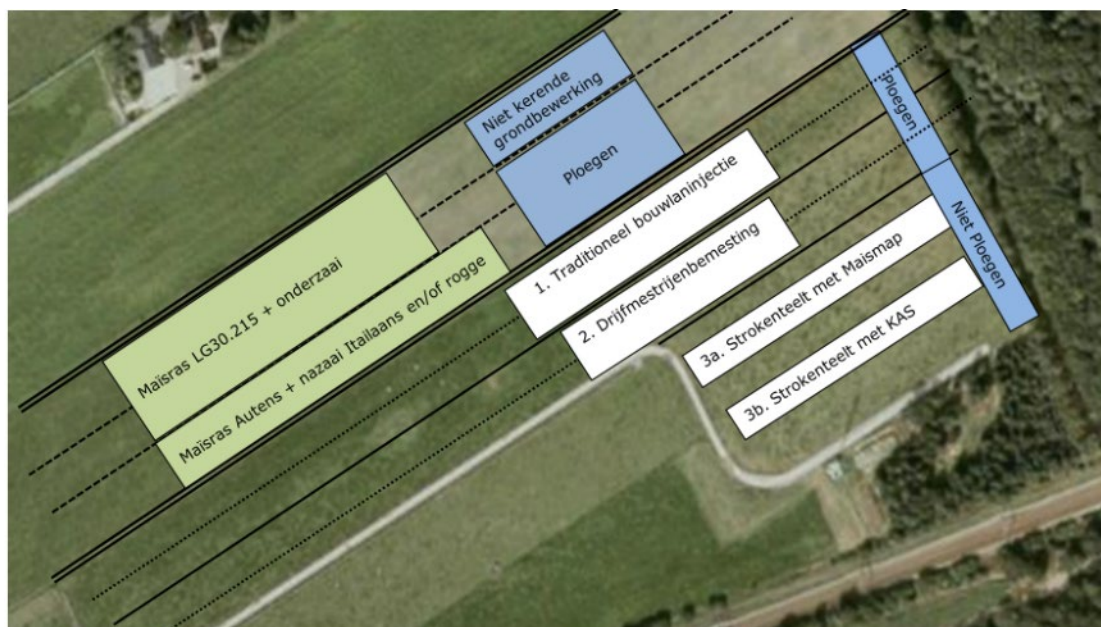 Niet kerende
grondbewerking
Ploegen
Ploegen
Niet Ploegen
Maïsras LG30.215 + onderzaai
Maïsras Autens + nazaai Itailaans en/of rogge
1. Traditioneel bouwlaninjectie
2. Drijfmestrijenbemesting
3a. Strokenteelt met Maismap
3b. Strokenteelt met KAS